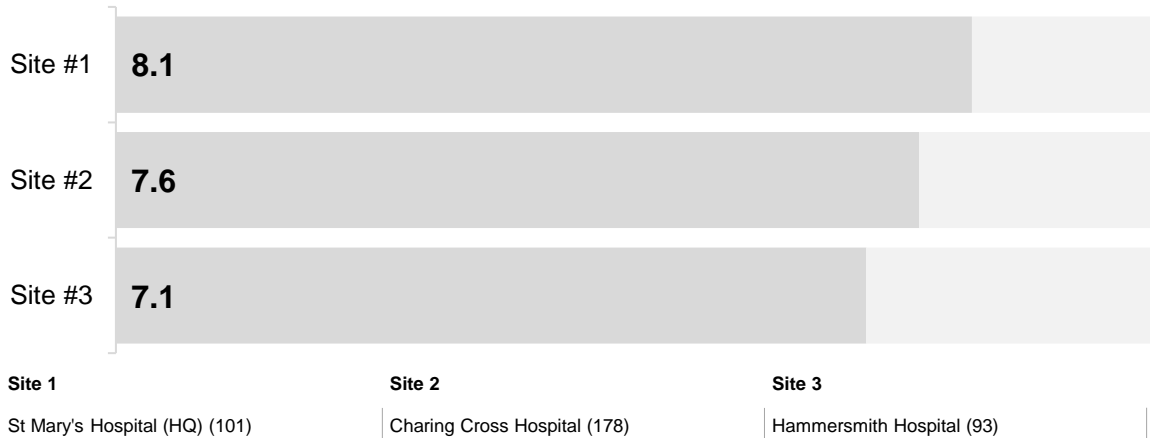 Site #1 8.1
Site #2 7.6
Site #3 7.1
Site 1 Site 2 Site 3
St Mary's Hospital (HQ) (101) Charing Cross Hospital (178) Hammersmith Hospital (93)